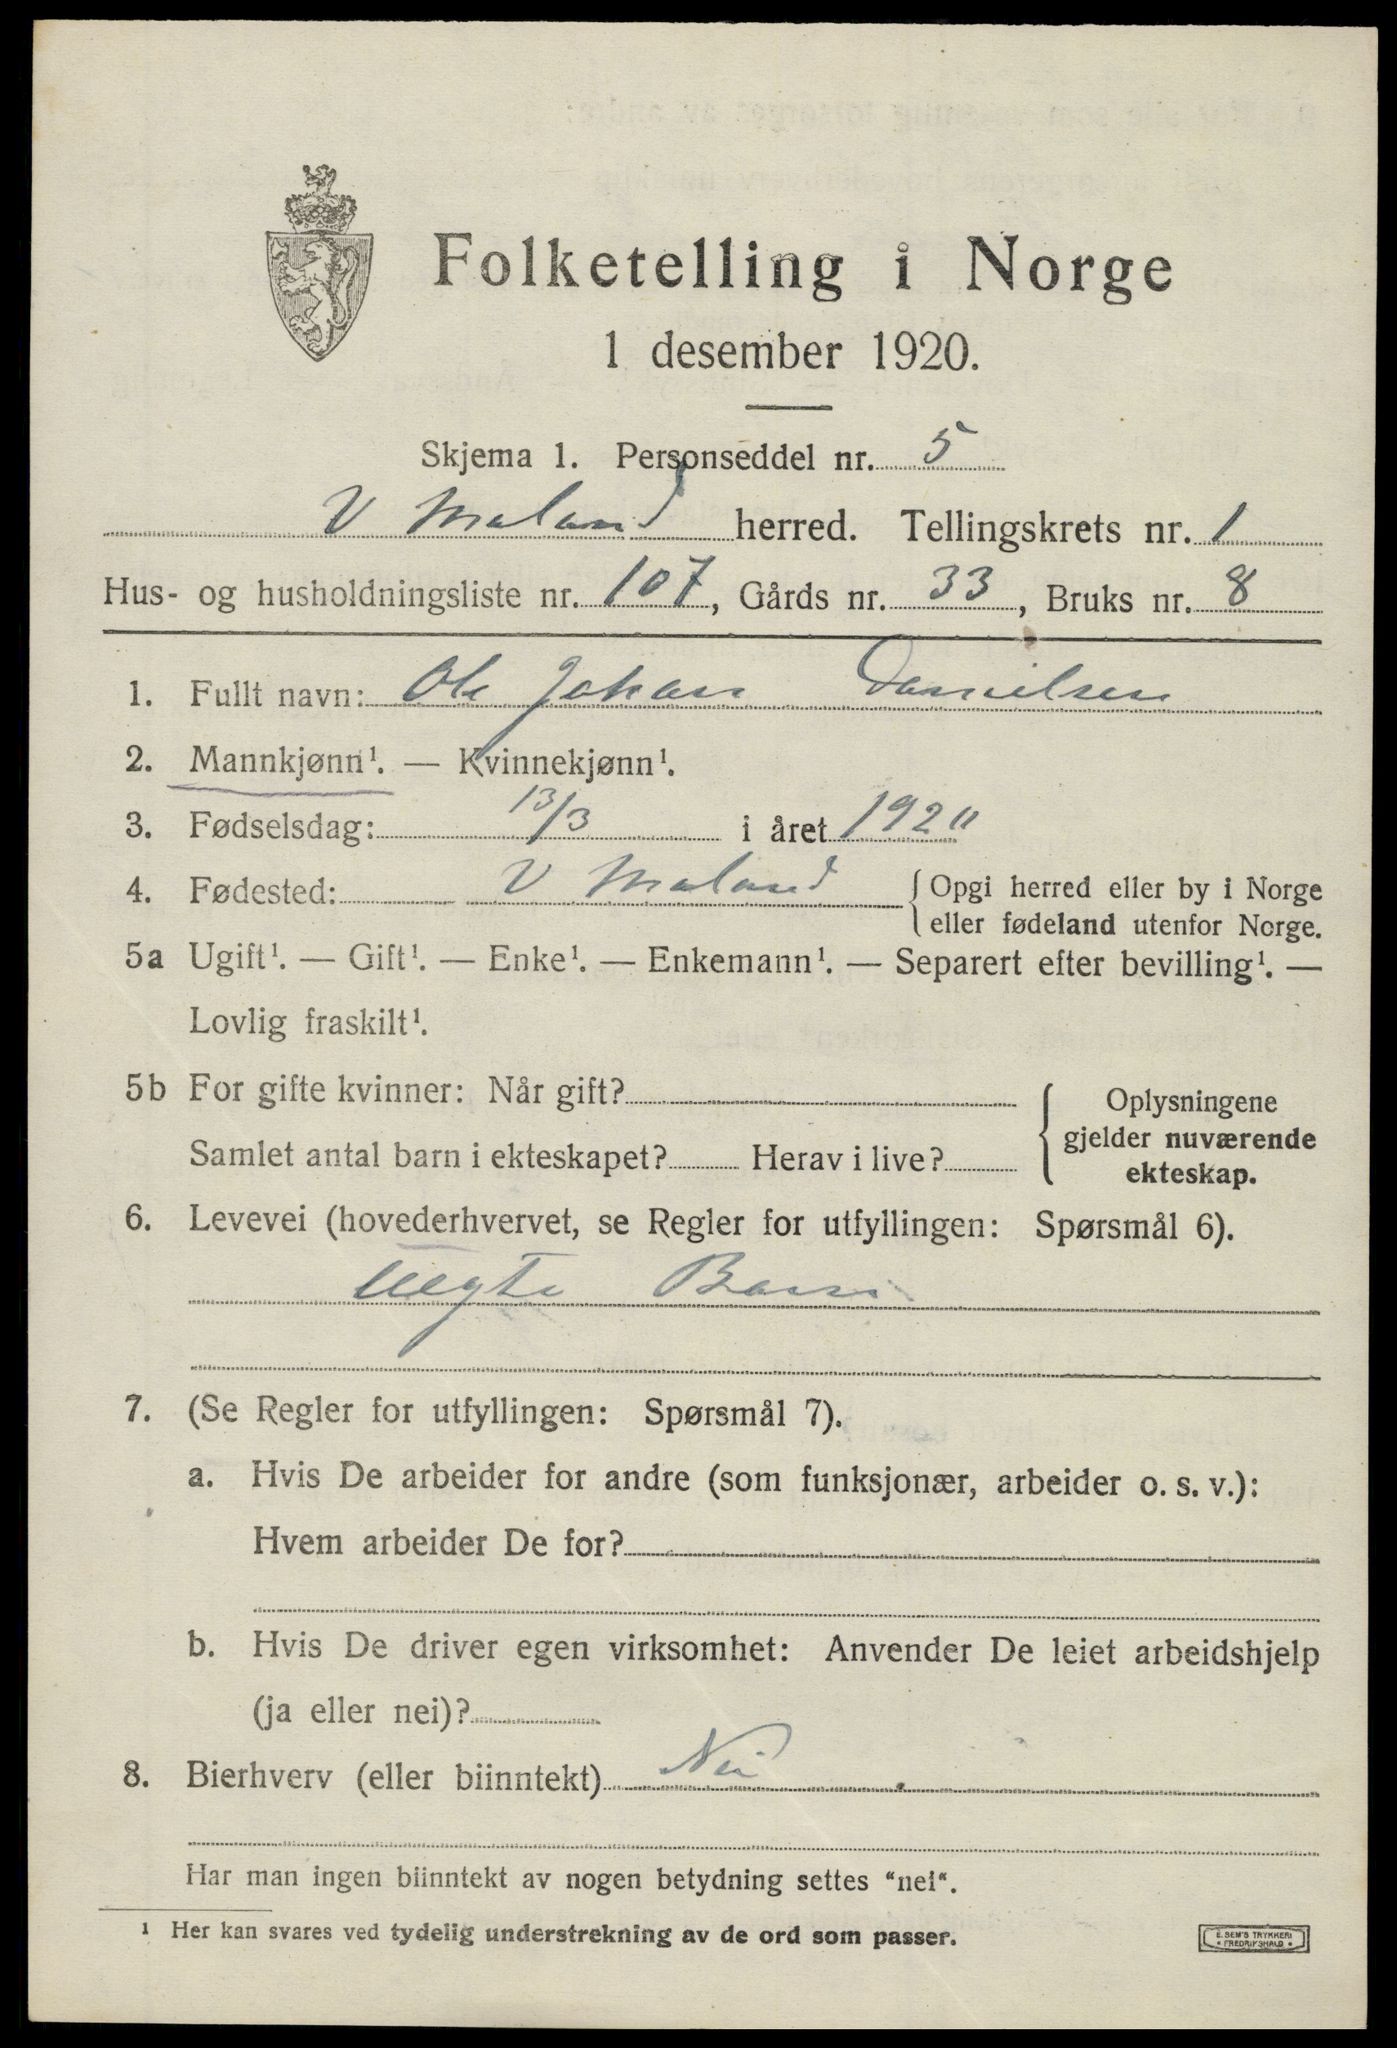 Folketelling i Norge
1 desember 1920.
Skjema 1. Personseddel nr. 5
V Moland herred. Tellingskrets nr. 1
Hus- og husholdningsliste nr. 107, Gårds nr. 33, Bruks nr. 8
1. Fullt navn: Ole Johan Danielsen
2. Mannkjønn¹. — Kvinnekjønn¹.
3. Fødselsdag: 13/3 i året 1920
4. Fødested: V Moland { Opgi herred eller by i Norge
eller fødeland utenfor Norge.
5a Ugift¹. — Gift¹. — Enke¹. — Enkemann¹. — Separert efter bevilling¹. —
Lovlig fraskilt¹.
5b For gifte kvinner: Når gift?
Samlet antal barn i ekteskapet? Herav i live?
Oplysningene
gjelder nuværende
ekteskap.
6. Levevei (hovederhvervet, se Regler for utfyllingen: Spørsmål 6).
Uegte Barn
7. (Se Regler for utfyllingen: Spørsmål 7).
a. Hvis De arbeider for andre (som funksjonær, arbeider o. s. v.):
Hvem arbeider De for?
b. Hvis De driver egen virksomhet: Anvender De leiet arbeidshjelp
(ja eller nei)?
8. Bierhverv (eller biinntekt) Nei
Har man ingen biinntekt av nogen betydning settes "nei".
¹ Her kan svares ved tydelig understrekning av de ord som passer.
E. SEM'S TRYKKERI
• FREDRIKSHALD •